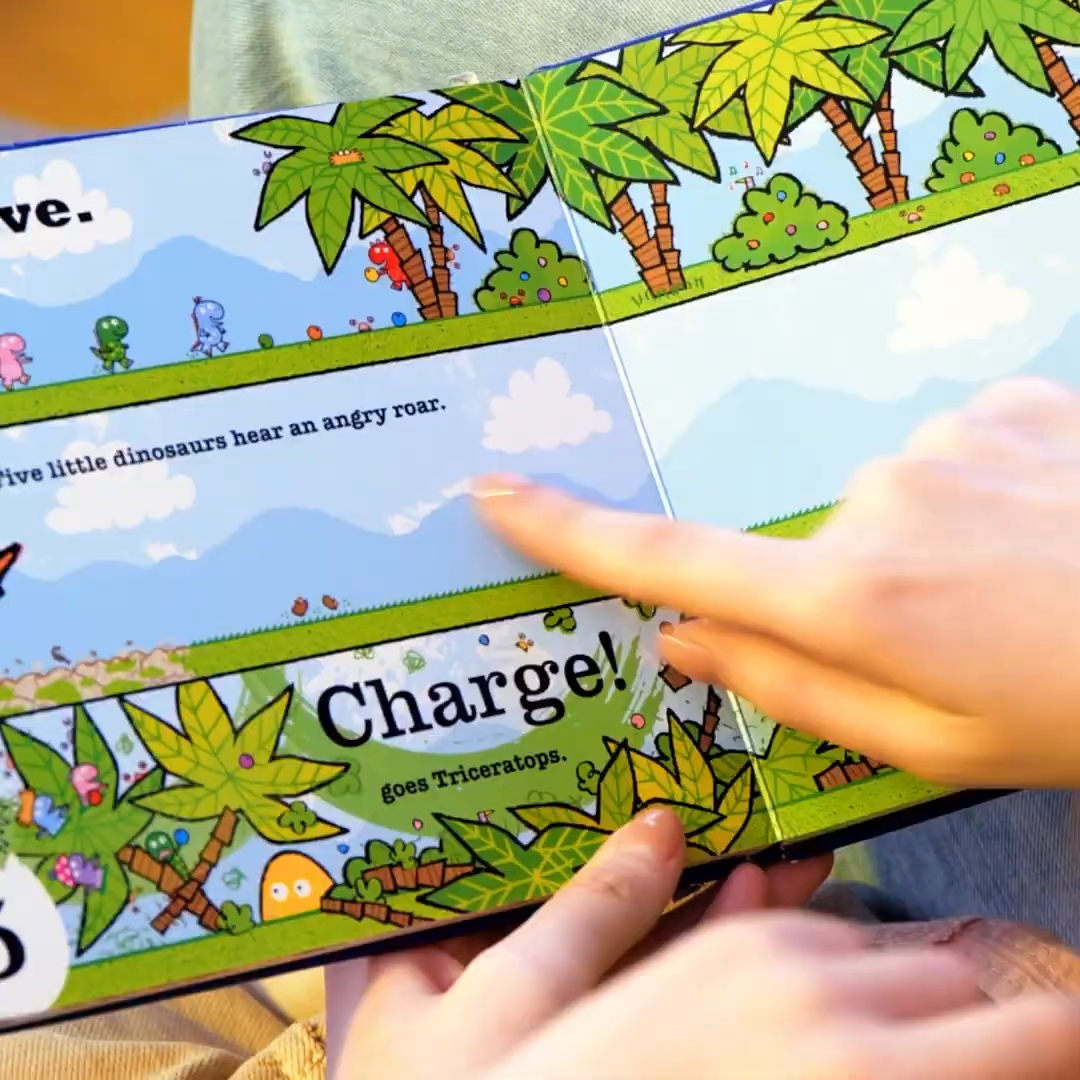 ve.
Five little dinosaurs hear an angry roar.
Charge!
goes Triceratops.